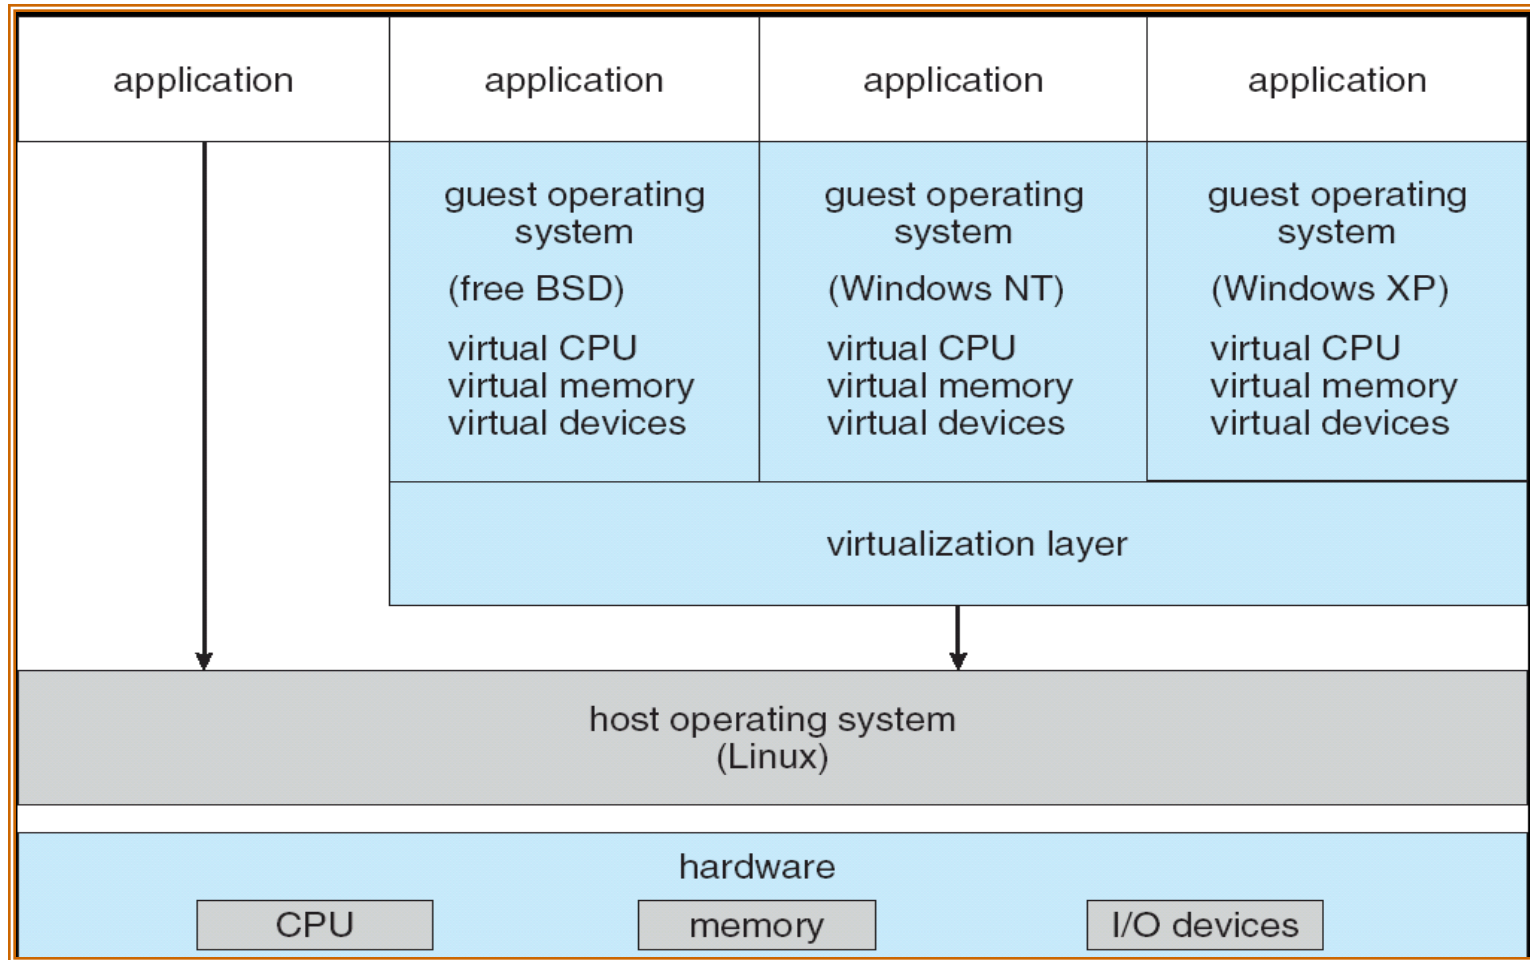 application
application
application
application
guest operating
system
(free BSD)
virtual CPU
virtual memory
virtual devices
guest operating
system
(Windows NT)
virtual CPU
virtual memory
virtual devices
guest operating
system
(Windows XP)
virtual CPU
virtual memory
virtual devices
virtualization layer
host operating system
(Linux)
hardware
CPU
memory
I/O devices